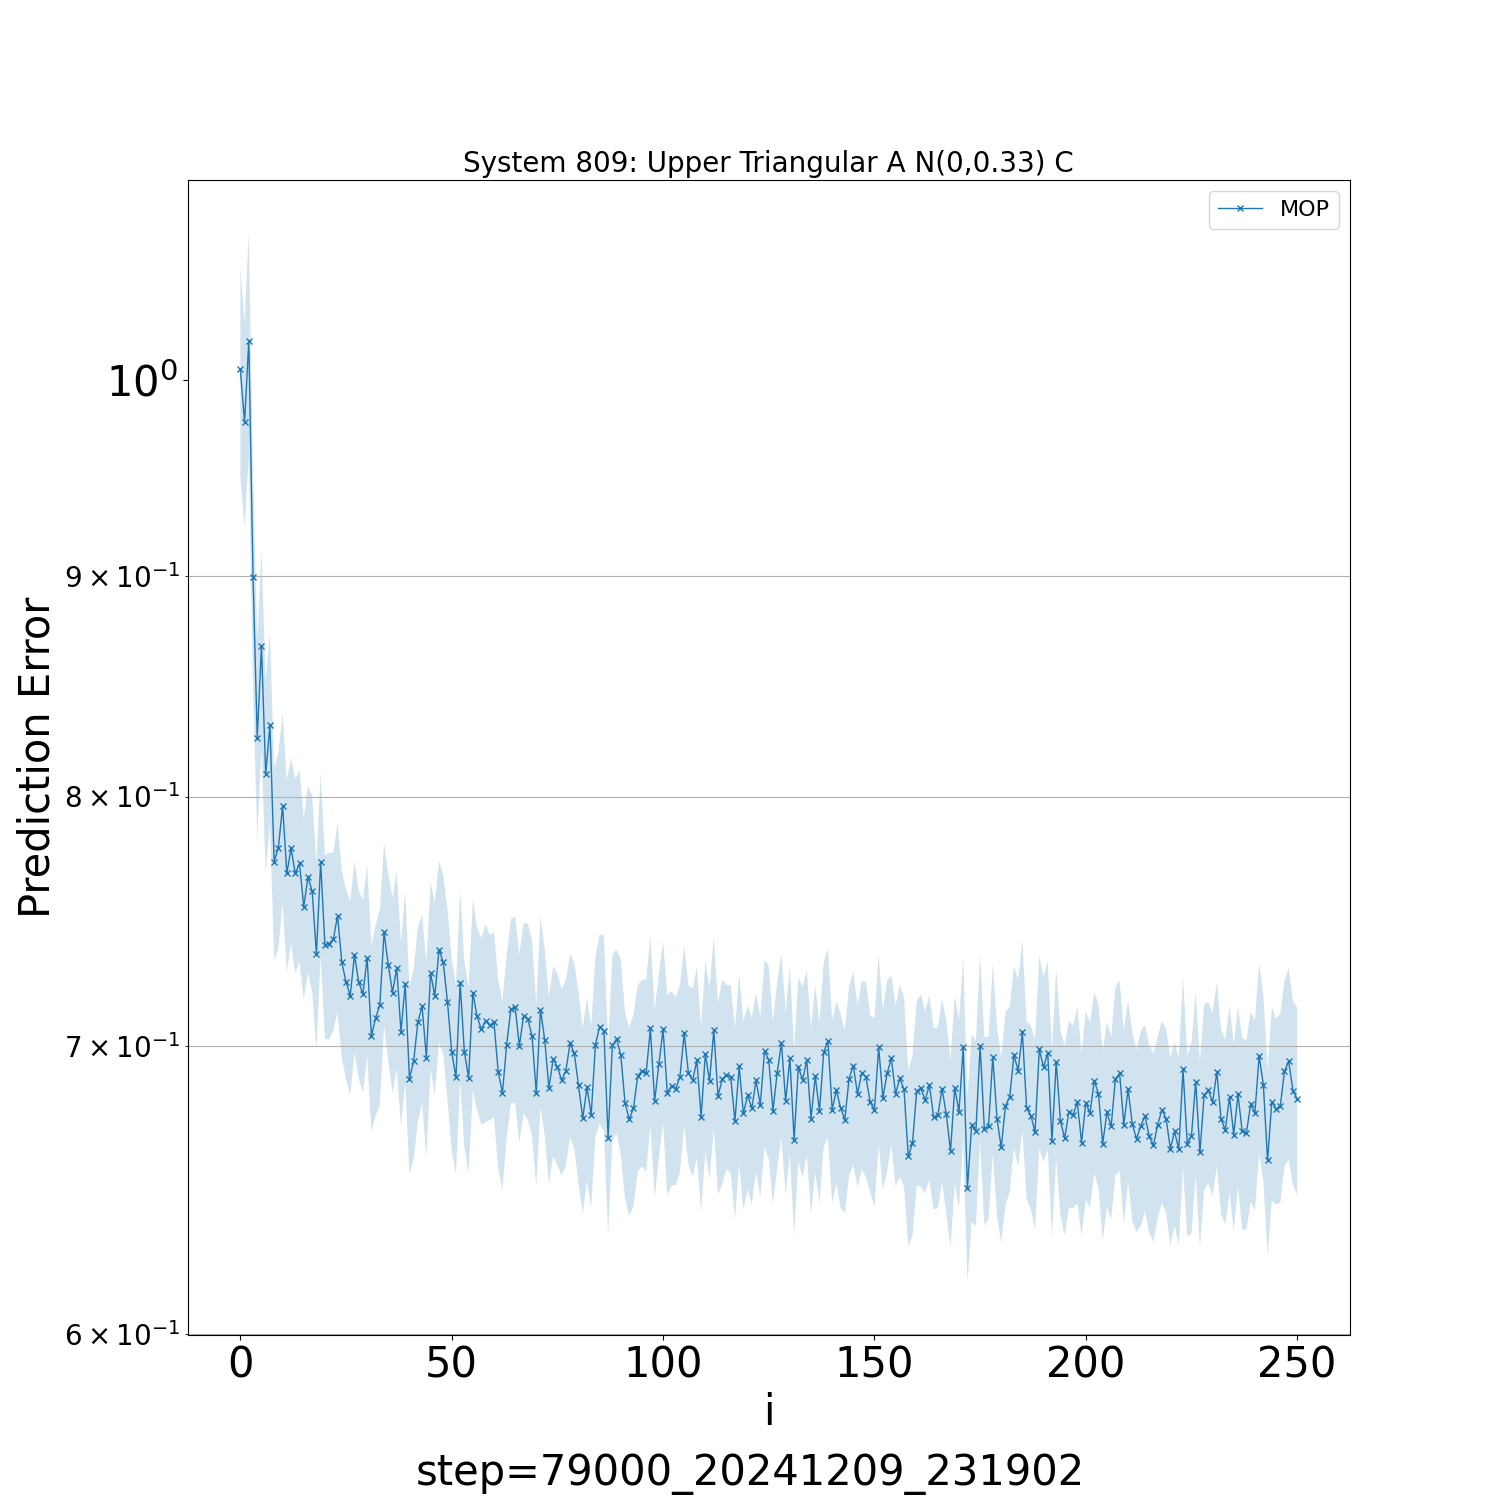 System 809: Upper Triangular A N(0,0.33) C
MOP
10⁰
9 × 10⁻¹
8 × 10⁻¹
7 × 10⁻¹
6 × 10⁻¹
Prediction Error
0 50 100 150 200 250
i
step=79000_20241209_231902